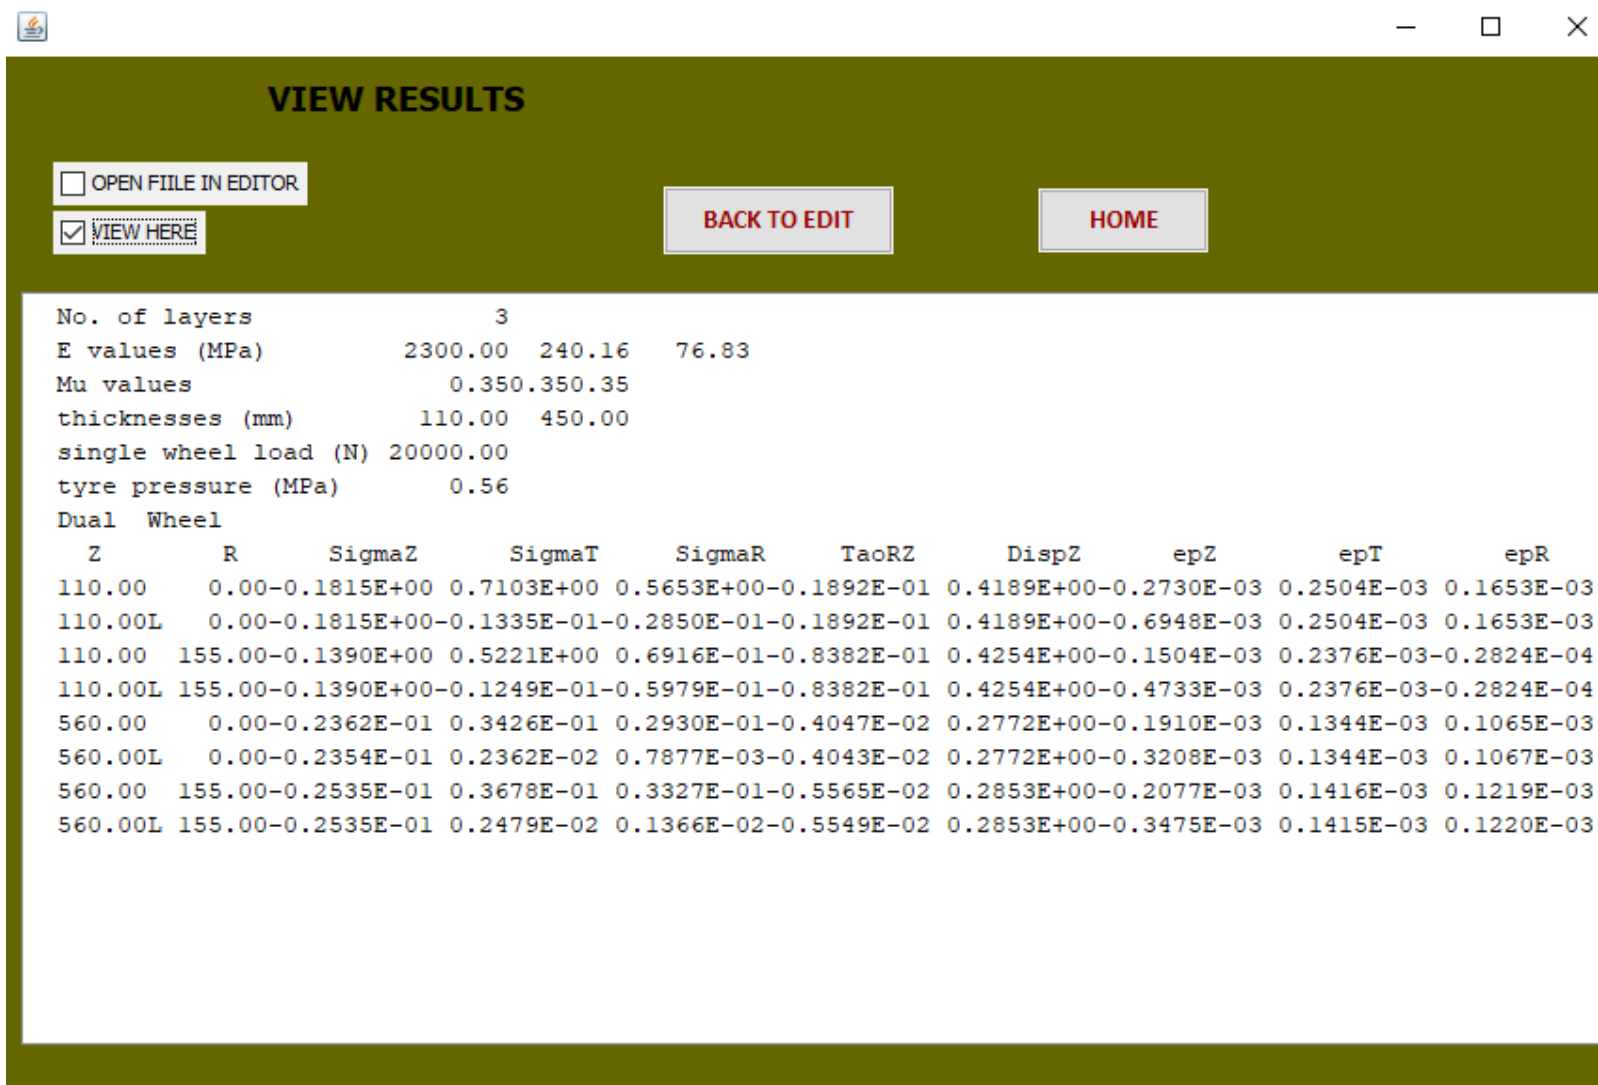 VIEW RESULTS
OPEN FIILE IN EDITOR
VIEW HERE
BACK TO EDIT
HOME
No. of layers 3
E values (MPa) 2300.00 240.16 76.83
Mu values 0.350.350.35
thicknesses (mm) 110.00 450.00
single wheel load (N) 20000.00
tyre pressure (MPa) 0.56
Dual Wheel
Z R SigmaZ SigmaT SigmaR TaoRZ DispZ epZ epT epR
110.00 0.00-0.1815E+00 0.7103E+00 0.5653E+00-0.1892E-01 0.4189E+00-0.2730E-03 0.2504E-03 0.1653E-03
110.00L 0.00-0.1815E+00-0.1335E-01-0.2850E-01-0.1892E-01 0.4189E+00-0.6948E-03 0.2504E-03 0.1653E-03
110.00 155.00-0.1390E+00 0.5221E+00 0.6916E-01-0.8382E-01 0.4254E+00-0.1504E-03 0.2376E-03-0.2824E-04
110.00L 155.00-0.1390E+00-0.1249E-01-0.5979E-01-0.8382E-01 0.4254E+00-0.4733E-03 0.2376E-03-0.2824E-04
560.00 0.00-0.2362E-01 0.3426E-01 0.2930E-01-0.4047E-02 0.2772E+00-0.1910E-03 0.1344E-03 0.1065E-03
560.00L 0.00-0.2354E-01 0.2362E-02 0.7877E-03-0.4043E-02 0.2772E+00-0.3208E-03 0.1344E-03 0.1067E-03
560.00 155.00-0.2535E-01 0.3678E-01 0.3327E-01-0.5565E-02 0.2853E+00-0.2077E-03 0.1416E-03 0.1219E-03
560.00L 155.00-0.2535E-01 0.2479E-02 0.1366E-02-0.5549E-02 0.2853E+00-0.3475E-03 0.1415E-03 0.1220E-03